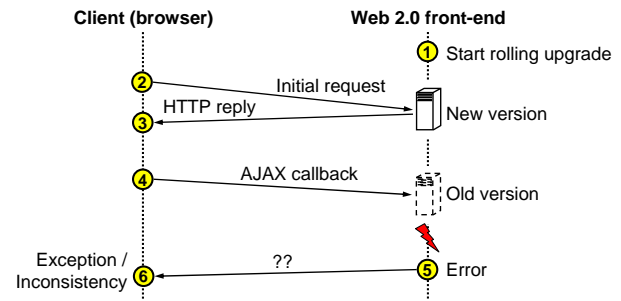 Client (browser)
Web 2.0 front-end
1 Start rolling upgrade
2
Initial request
HTTP reply
New version
3
4
AJAX callback
Old version
Exception /
Inconsistency
6
??
5 Error